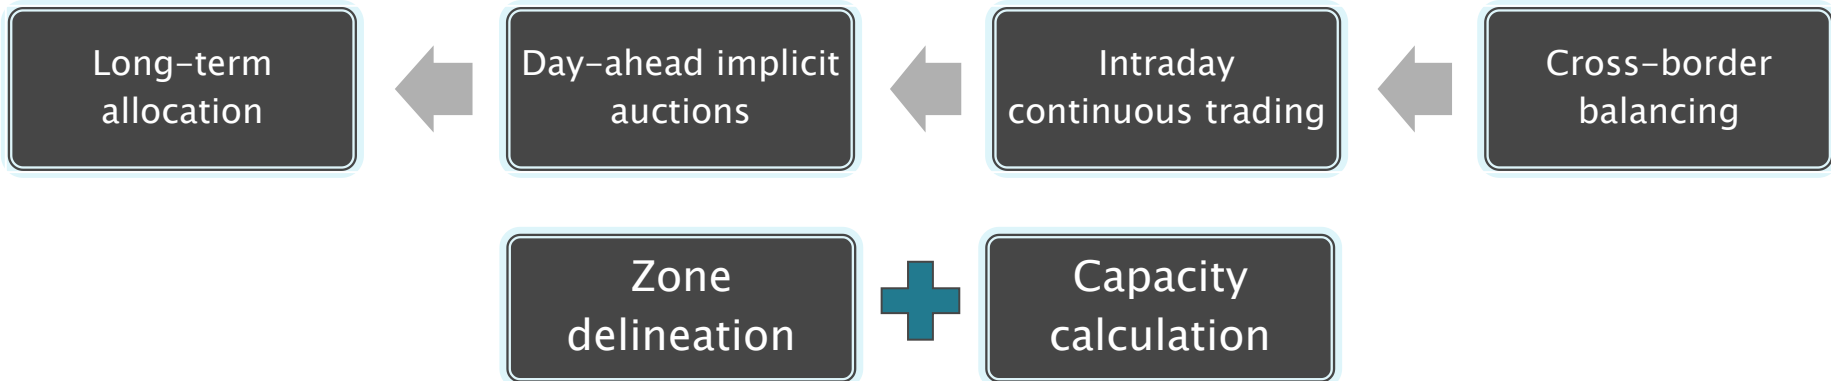 Long-term
allocation
Day-ahead implicit
auctions
Intraday
continuous trading
Cross-border
balancing
Zone
delineation
Capacity
calculation